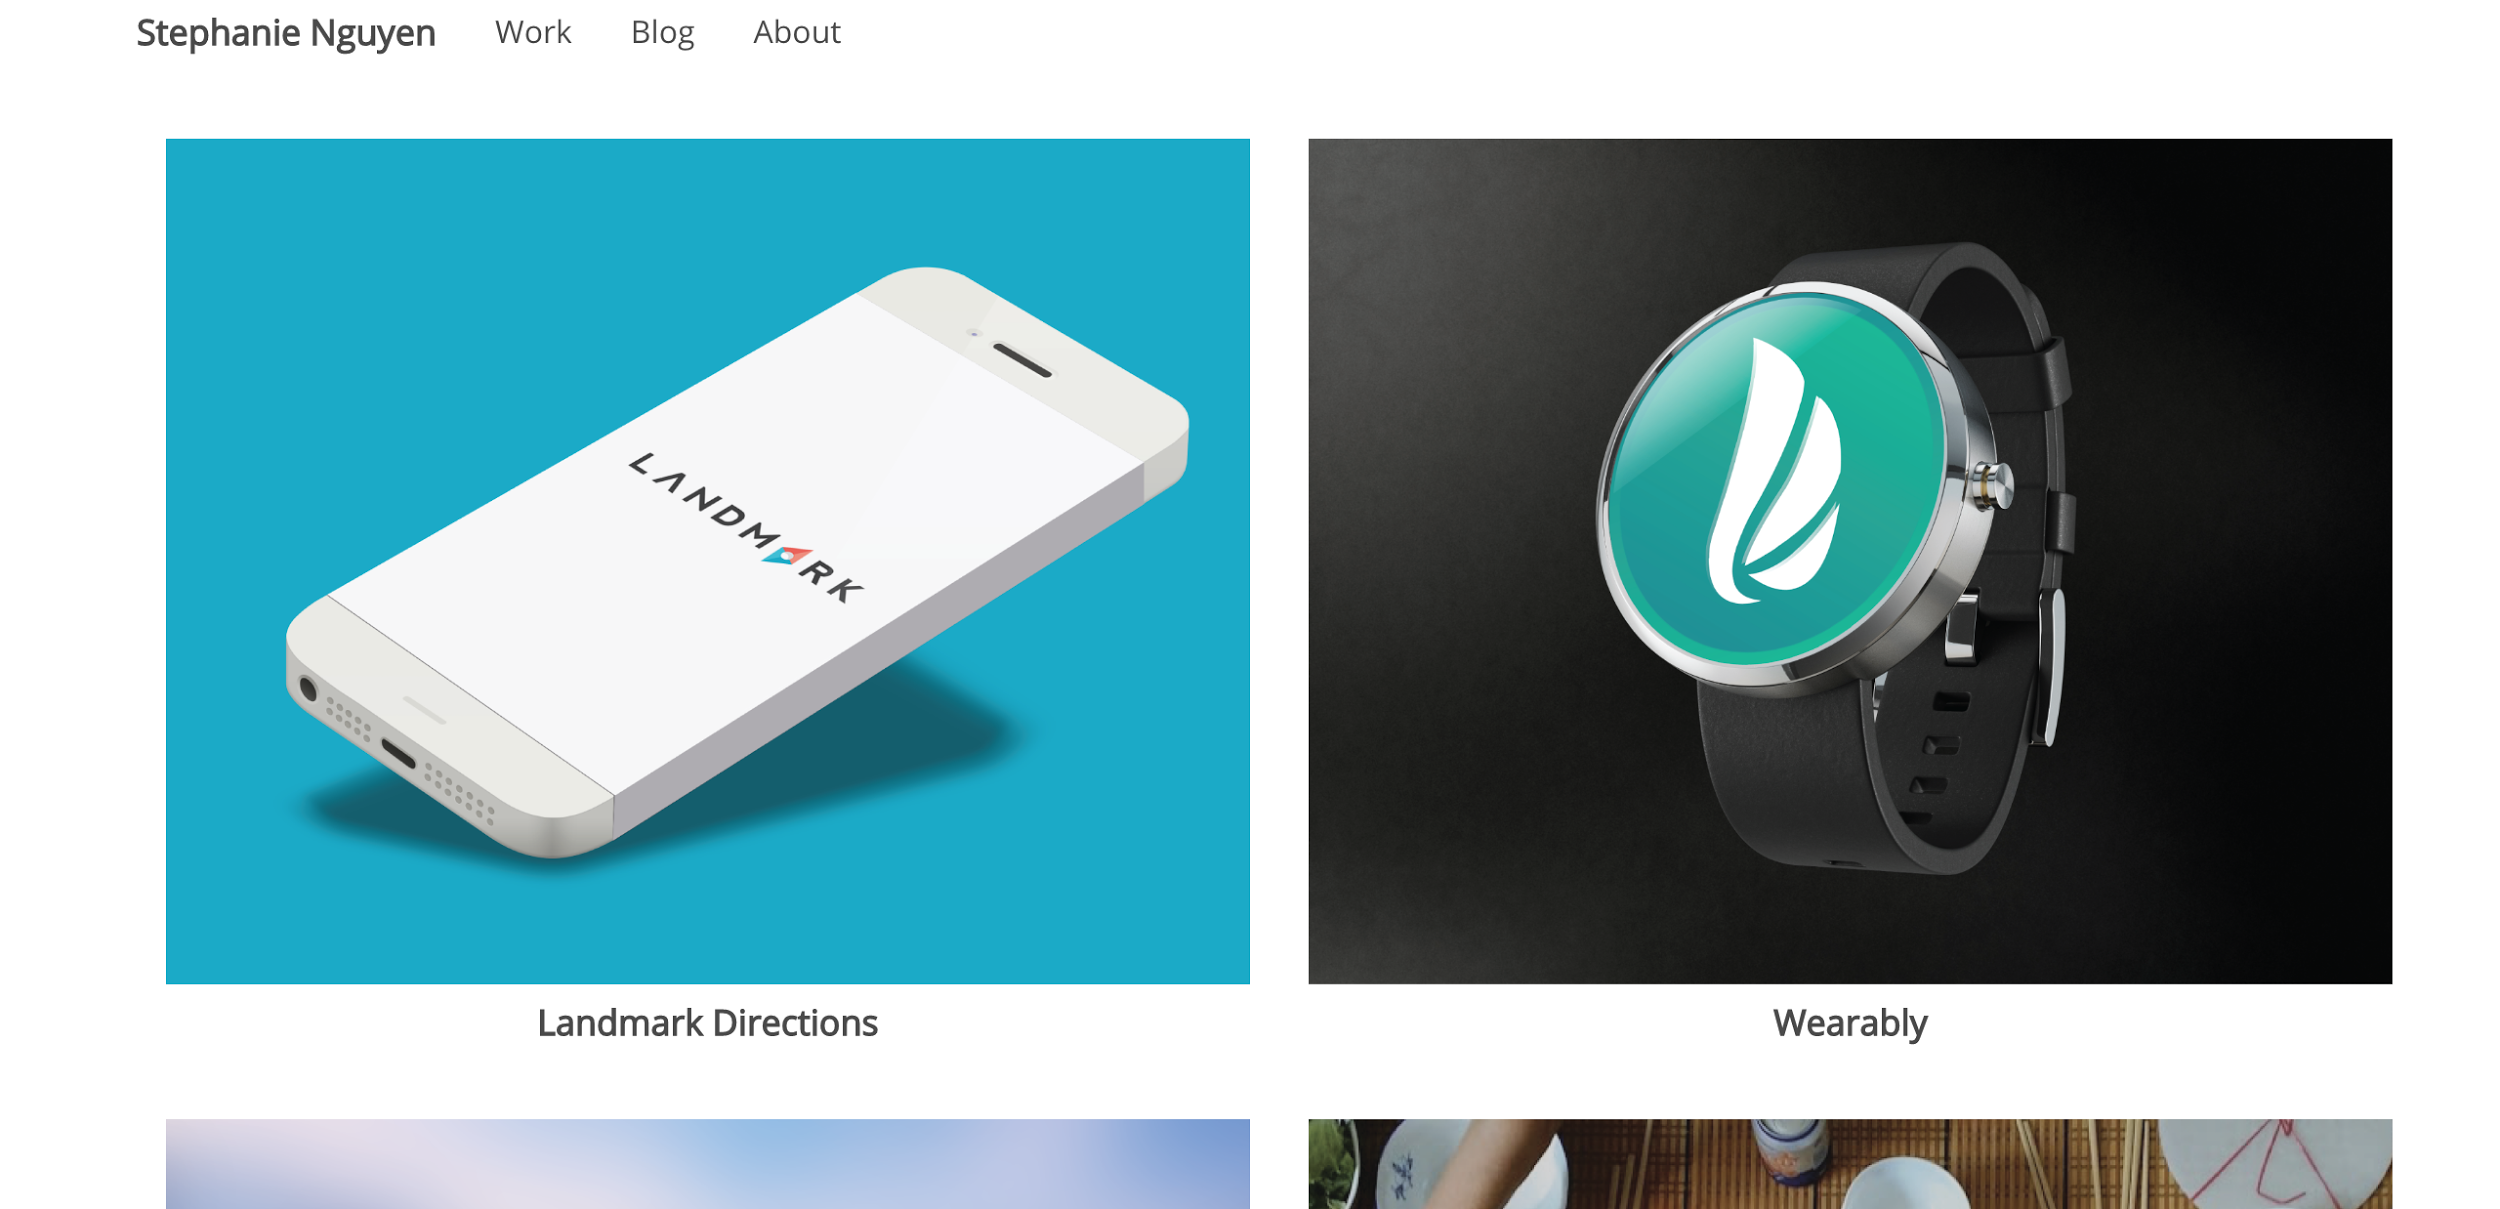 Stephanie Nguyen Work Blog About
LANDMARK
Landmark Directions
Wearably